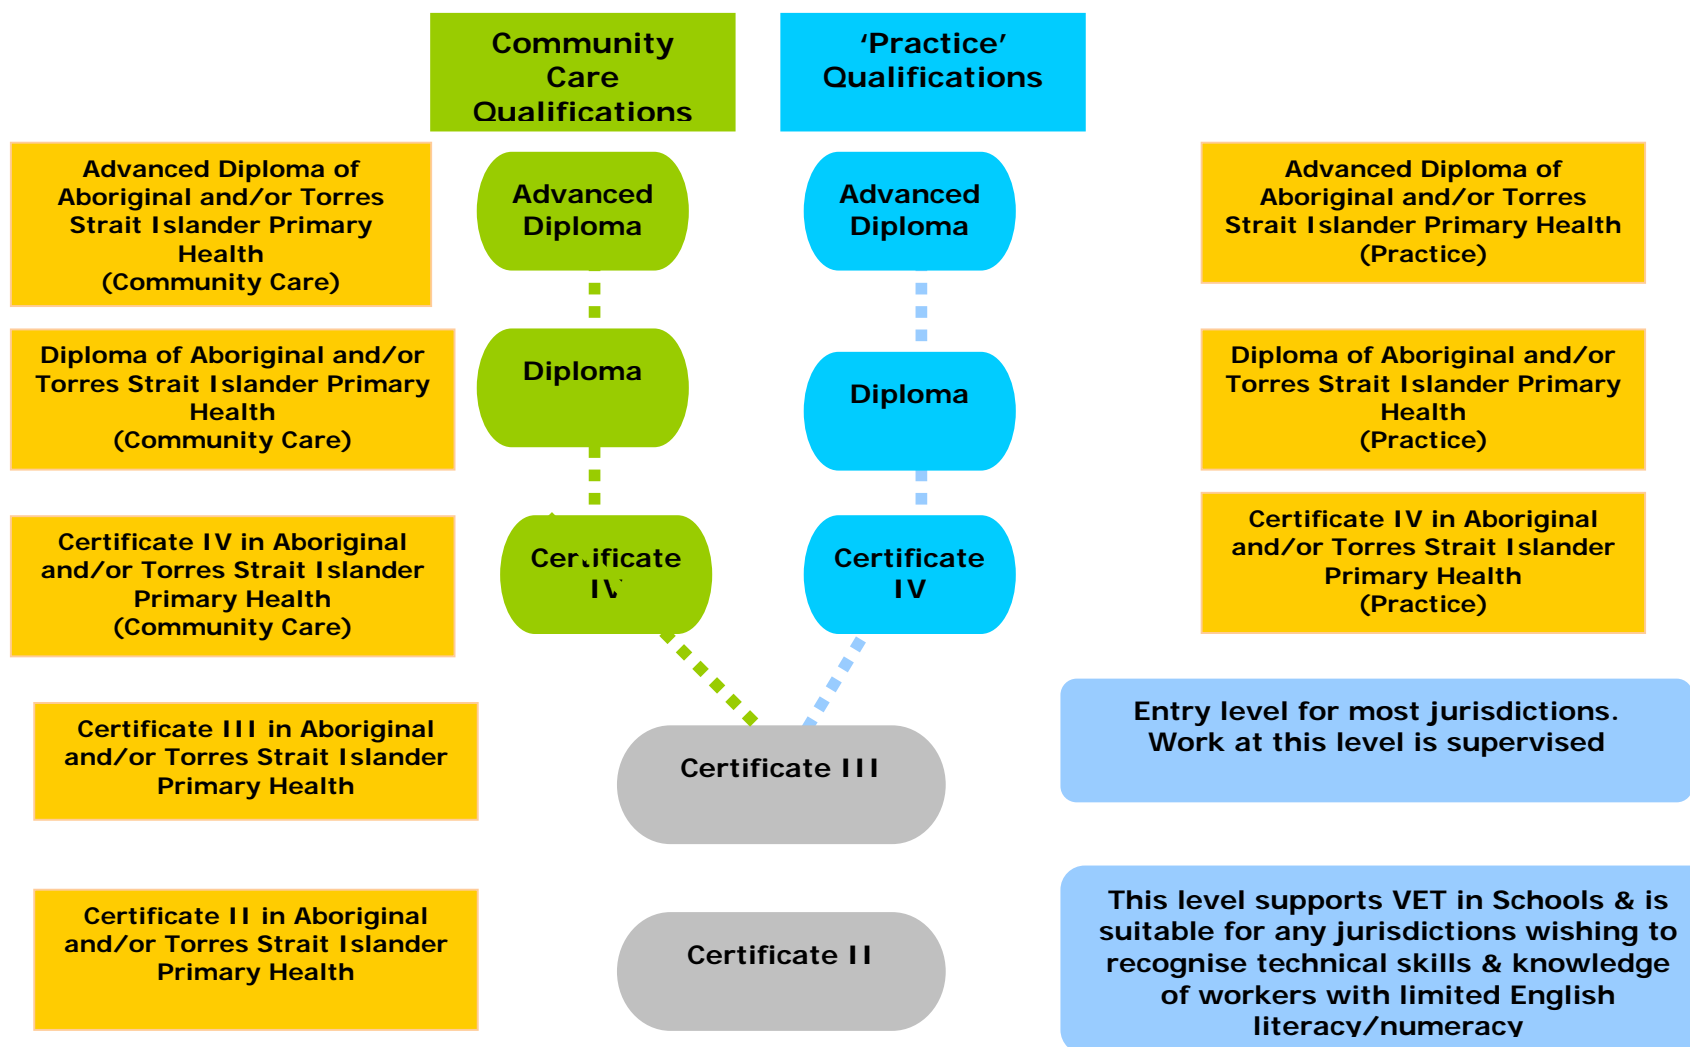 Community
Care
Qualifications
‘Practice’
Qualifications
Advanced Diploma of
Aboriginal and/or Torres
Strait Islander Primary
Health
(Community Care)
Advanced
Diploma
Advanced
Diploma
Advanced Diploma of
Aboriginal and/or Torres
Strait Islander Primary Health
(Practice)
Diploma of Aboriginal and/or
Torres Strait Islander Primary
Health
(Community Care)
Diploma
Diploma
Diploma of Aboriginal and/or
Torres Strait Islander Primary
Health
(Practice)
Certificate IV in Aboriginal
and/or Torres Strait Islander
Primary Health
(Community Care)
Certificate
IV
Certificate
IV
Certificate IV in Aboriginal
and/or Torres Strait Islander
Primary Health
(Practice)
Certificate III in Aboriginal
and/or Torres Strait Islander
Primary Health
Certificate III
Entry level for most jurisdictions.
Work at this level is supervised
Certificate II in Aboriginal
and/or Torres Strait Islander
Primary Health
Certificate II
This level supports VET in Schools & is
suitable for any jurisdictions wishing to
recognise technical skills & knowledge
of workers with limited English
literacy/numeracy